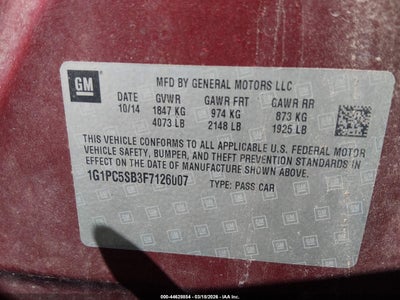 GM
MFD BY GENERAL MOTORS LLC
DATE GVWR GAWR FRT GAWR RR
10/14 1847 KG 974 KG 873 KG
4073 LB 2148 LB 1925 LB
THIS VEHICLE CONFORMS TO ALL APPLICABLE U.S. FEDERAL MOTOR
VEHICLE SAFETY, BUMPER, AND THEFT PREVENTION STANDARDS IN
EFFECT ON THE DATE OF MANUFACTURE SHOWN ABOVE.
1G1PC5SB3F7126007 TYPE: PASS CAR
000-44628854 - 03/18/2026 - IAA Inc.